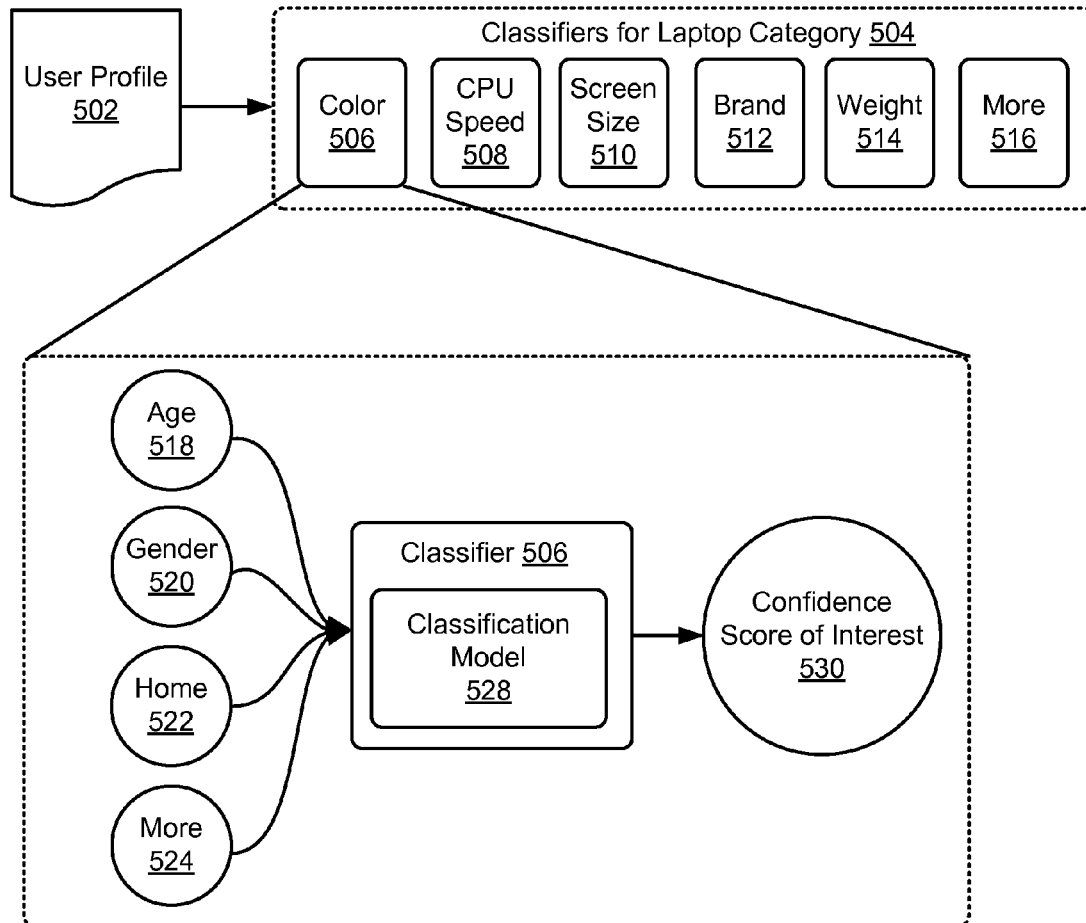 User Profile
502
Classifiers for Laptop Category 504
Color
506
CPU
Speed
508
Screen
Size
510
Brand
512
Weight
514
More
516
Age
518
Gender
520
Home
522
More
524
Classifier 506
Classification
Model
528
Confidence
Score of Interest
530